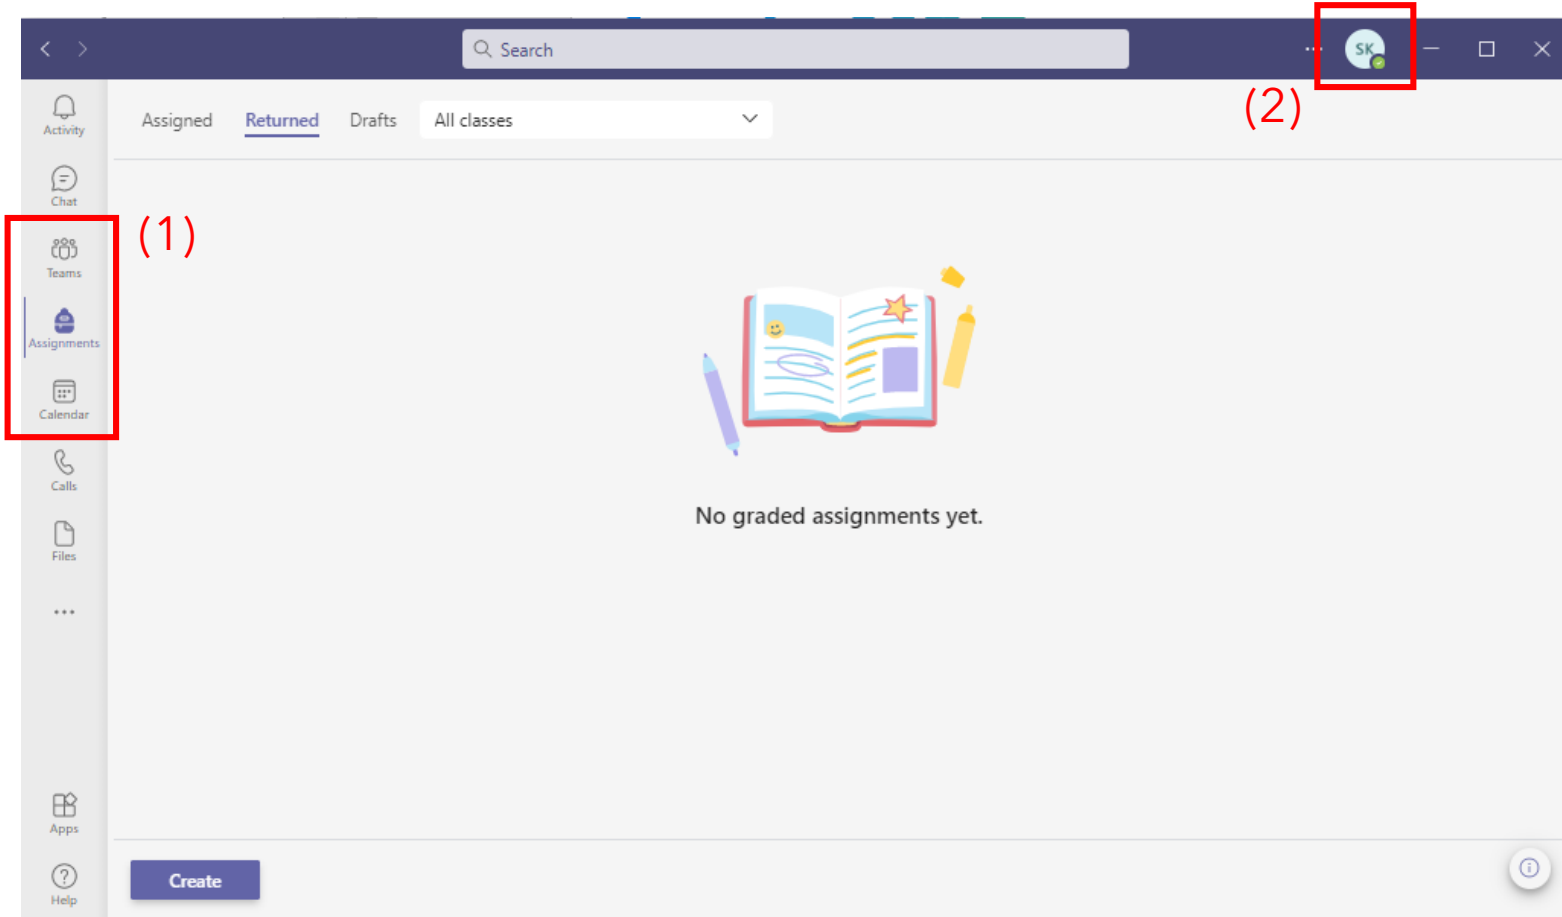 Search
SK
(2)
Activity
Assigned Returned Drafts All classes
Chat
(1)
Teams
Assignments
Calendar
Calls
No graded assignments yet.
Files
Apps
Create
Help